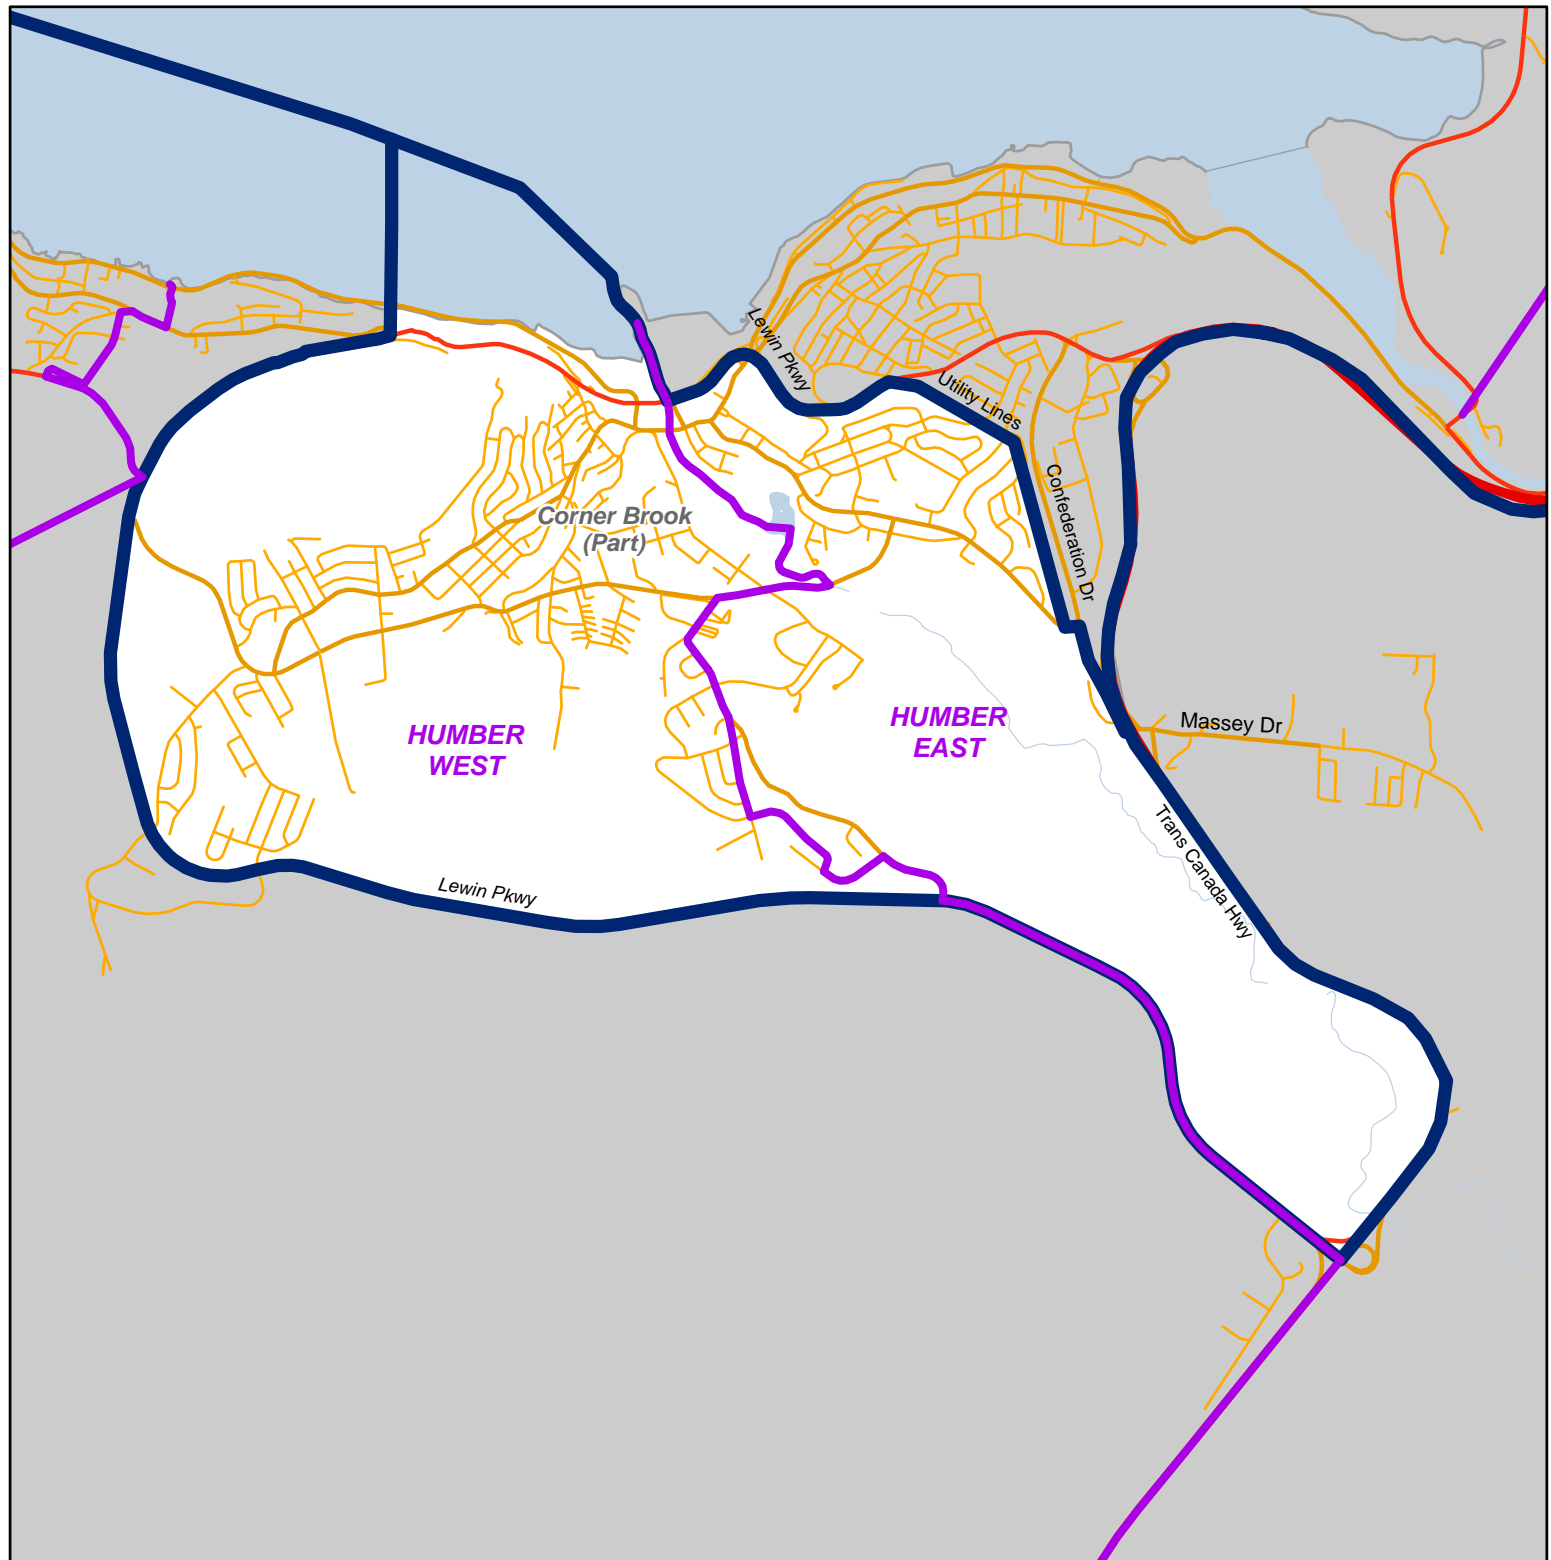 Lewin Pkwy
Utility Lines
Confederation Dr
Corner Brook
(Part)
HUMBER
WEST
HUMBER
EAST
Massey Dr
Trans Canada Hwy
Lewin Pkwy